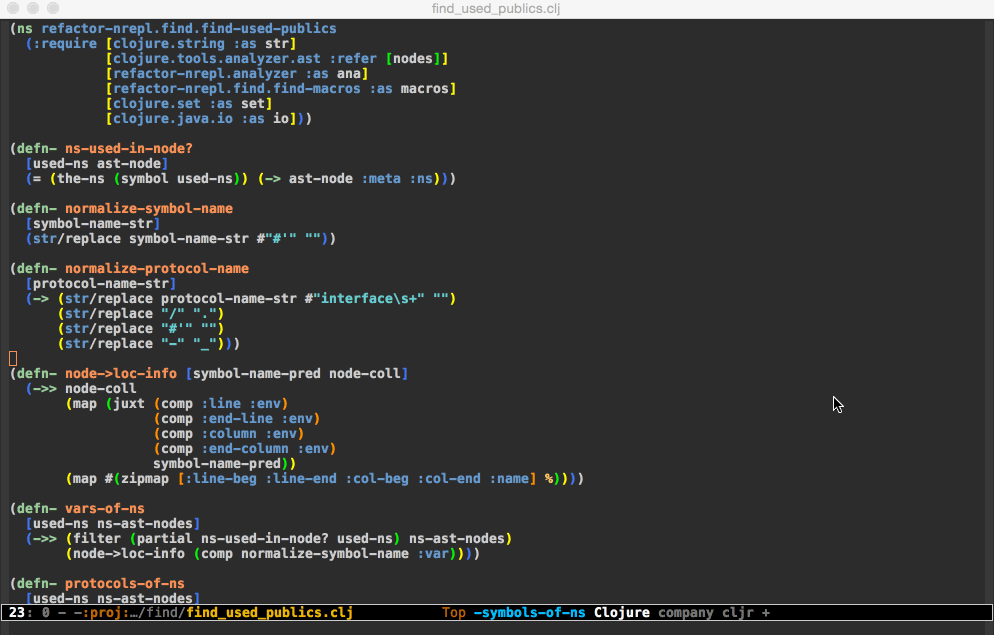 find_used_publics.clj
(ns refactor-nrepl.find.find-used-publics
  (:require [clojure.string :as str]
            [clojure.tools.analyzer.ast :refer [nodes]]
            [refactor-nrepl.analyzer :as ana]
            [refactor-nrepl.find.find-macros :as macros]
            [clojure.set :as set]
            [clojure.java.io :as io]))
(defn- ns-used-in-node?
  [used-ns ast-node]
  (= (the-ns (symbol used-ns)) (-> ast-node :meta :ns)))
(defn- normalize-symbol-name
  [symbol-name-str]
  (str/replace symbol-name-str #"#'" ""))
(defn- normalize-protocol-name
  [protocol-name-str]
  (-> (str/replace protocol-name-str #"interface\s+" "")
      (str/replace "/" ".")
      (str/replace "#'" "")
      (str/replace "-" "_")))
(defn- node->loc-info [symbol-name-pred node-coll]
  (->> node-coll
       (map (juxt (comp :line :env)
                  (comp :end-line :env)
                  (comp :column :env)
                  (comp :end-column :env)
                  symbol-name-pred))
       (map #(zipmap [:line-beg :line-end :col-beg :col-end :name] %))))
(defn- vars-of-ns
  [used-ns ns-ast-nodes]
  (->> (filter (partial ns-used-in-node? used-ns) ns-ast-nodes)
       (node->loc-info (comp normalize-symbol-name :var))))
(defn- protocols-of-ns
  [used-ns ns-ast-nodes]
23: 0 - -:proj:…/find/find_used_publics.clj Top -symbols-of-ns Clojure company cljr +